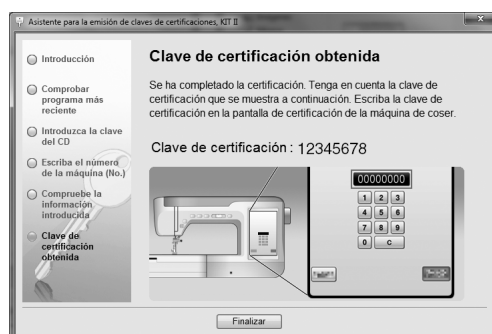 Asistente para la emisión de claves de certificaciones, KIT II
Introducción
Comprobar
programa más
reciente
Introduzca la clave
del CD
Escriba el número
de la máquina (No.)
Compruebe la
información
introducida
Clave de
certificación
obtenida
Clave de certificación obtenida
Se ha completado la certificación. Tenga en cuenta la clave de
certificación que se muestra a continuación. Escriba la clave de
certificación en la pantalla de certificación de la máquina de coser.
Clave de certificación : 12345678
00000000
1 2 3
4 5 6
7 8 9
0 C
Finalizar